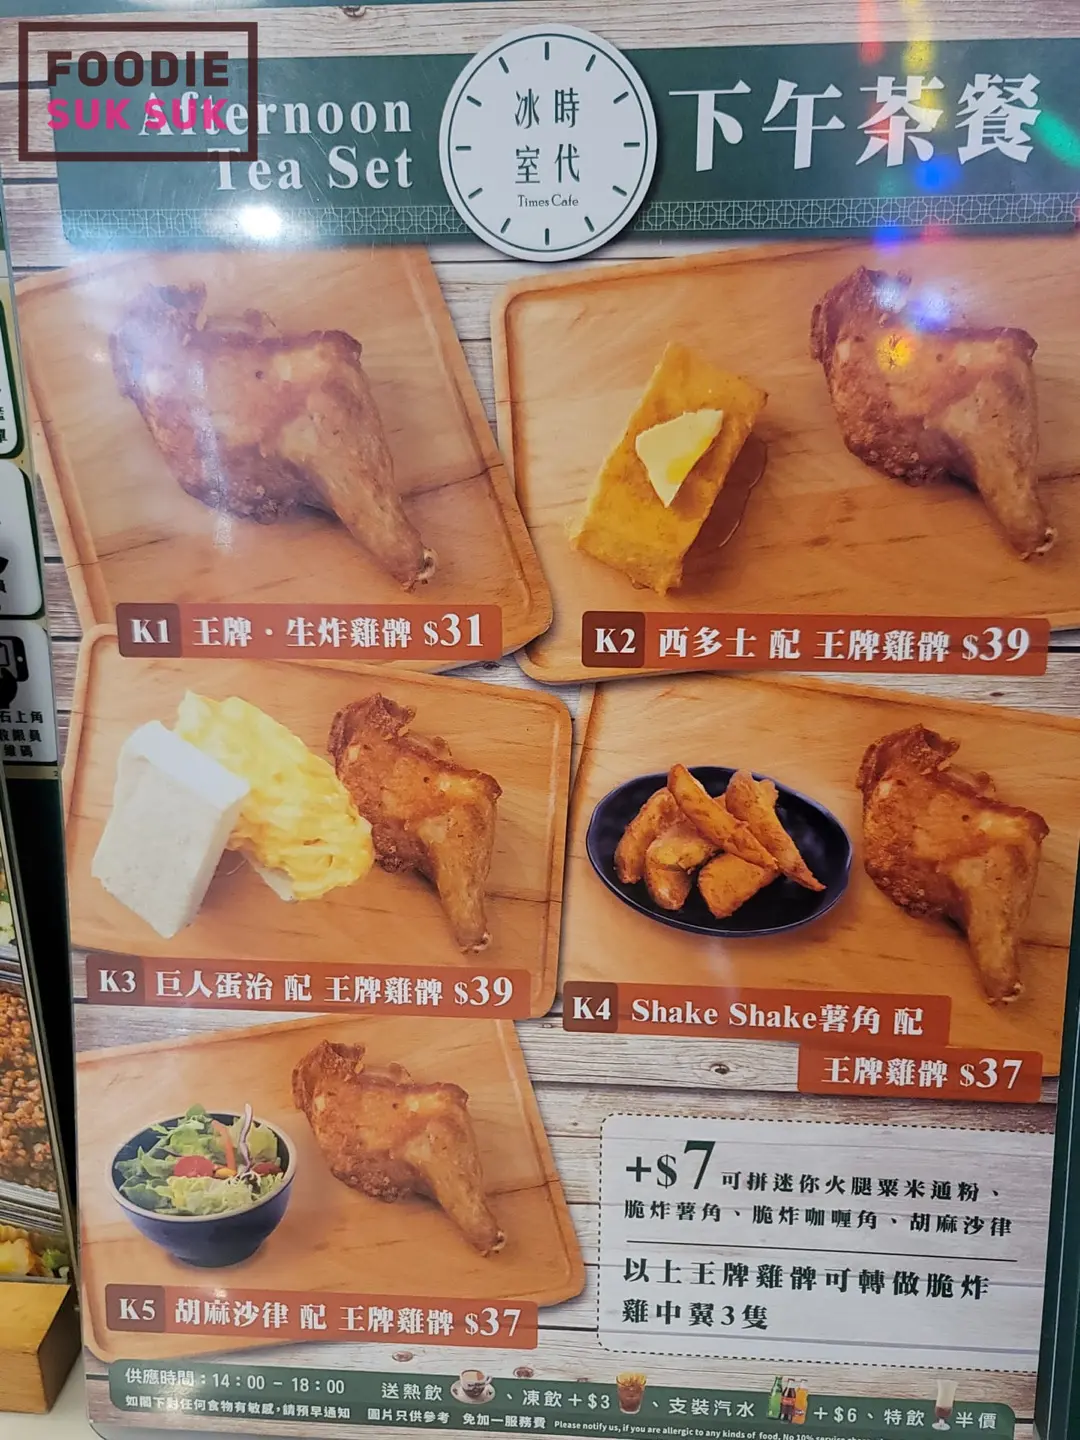 FOODIE
SUK SUK
Afternoon
Tea Set
冰時
室代
Times Cafe
下午茶餐
K1 王牌·生炸雞髀 $31
K2 西多士 配 王牌雞髀 $39
K3 巨人蛋治 配 王牌雞髀 $39
K4 Shake Shake薯角 配
王牌雞髀 $37
K5 胡麻沙律 配 王牌雞髀 $37
+$7可拼迷你火腿粟米通粉、
脆炸薯角、脆炸咖喱角、胡麻沙律
以上王牌雞髀可轉做脆炸
雞中翼3隻
供應時間：14：00 - 18：00
送熱飲、凍飲+$3、支裝汽水+$6、特飲半價
如閣下對任何食物有敏感，請預早通知 圖片只供參考 免加一服務費 Please notify us, if you are allergic to any kinds of food. No 10% service
石上角